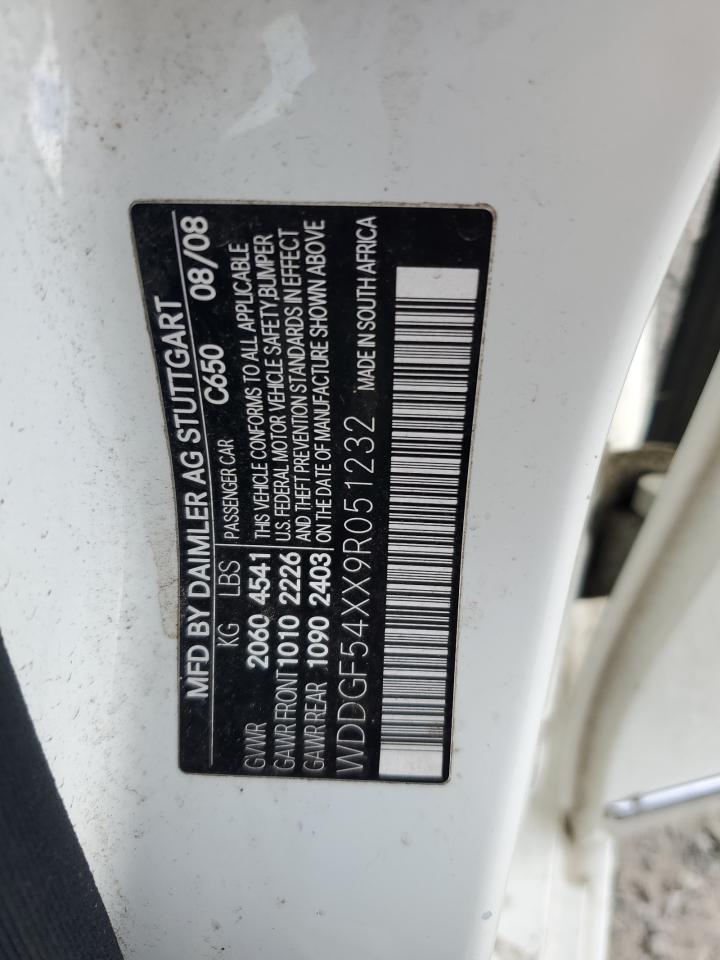 MFD BY DAIMLER AG STUTTGART
KG LBS PASSENGER CAR C650 08/08
GVWR 2060 4541 THIS VEHICLE CONFORMS TO ALL APPLICABLE
GAWR FRONT 1010 2226 U.S. FEDERAL MOTOR VEHICLE SAFETY,BUMPER
AND THEFT PREVENTION STANDARDS IN EFFECT
GAWR REAR 1090 2403 ON THE DATE OF MANUFACTURE SHOWN ABOVE
WDDGF54XX9R051232 MADE IN SOUTH AFRICA